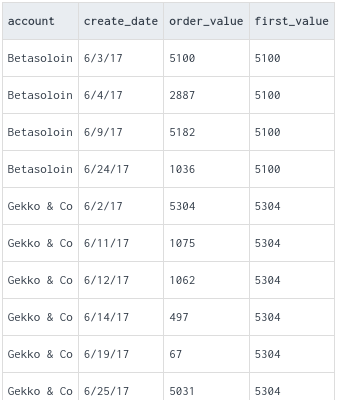 account create_date order_value first_value
Betasoloin 6/3/17 5100 5100
Betasoloin 6/4/17 2887 5100
Betasoloin 6/9/17 5182 5100
Betasoloin 6/24/17 1036 5100
Gekko & Co 6/2/17 5304 5304
Gekko & Co 6/11/17 1075 5304
Gekko & Co 6/12/17 1062 5304
Gekko & Co 6/14/17 497 5304
Gekko & Co 6/19/17 67 5304
Gekko & Co 6/25/17 5031 5304